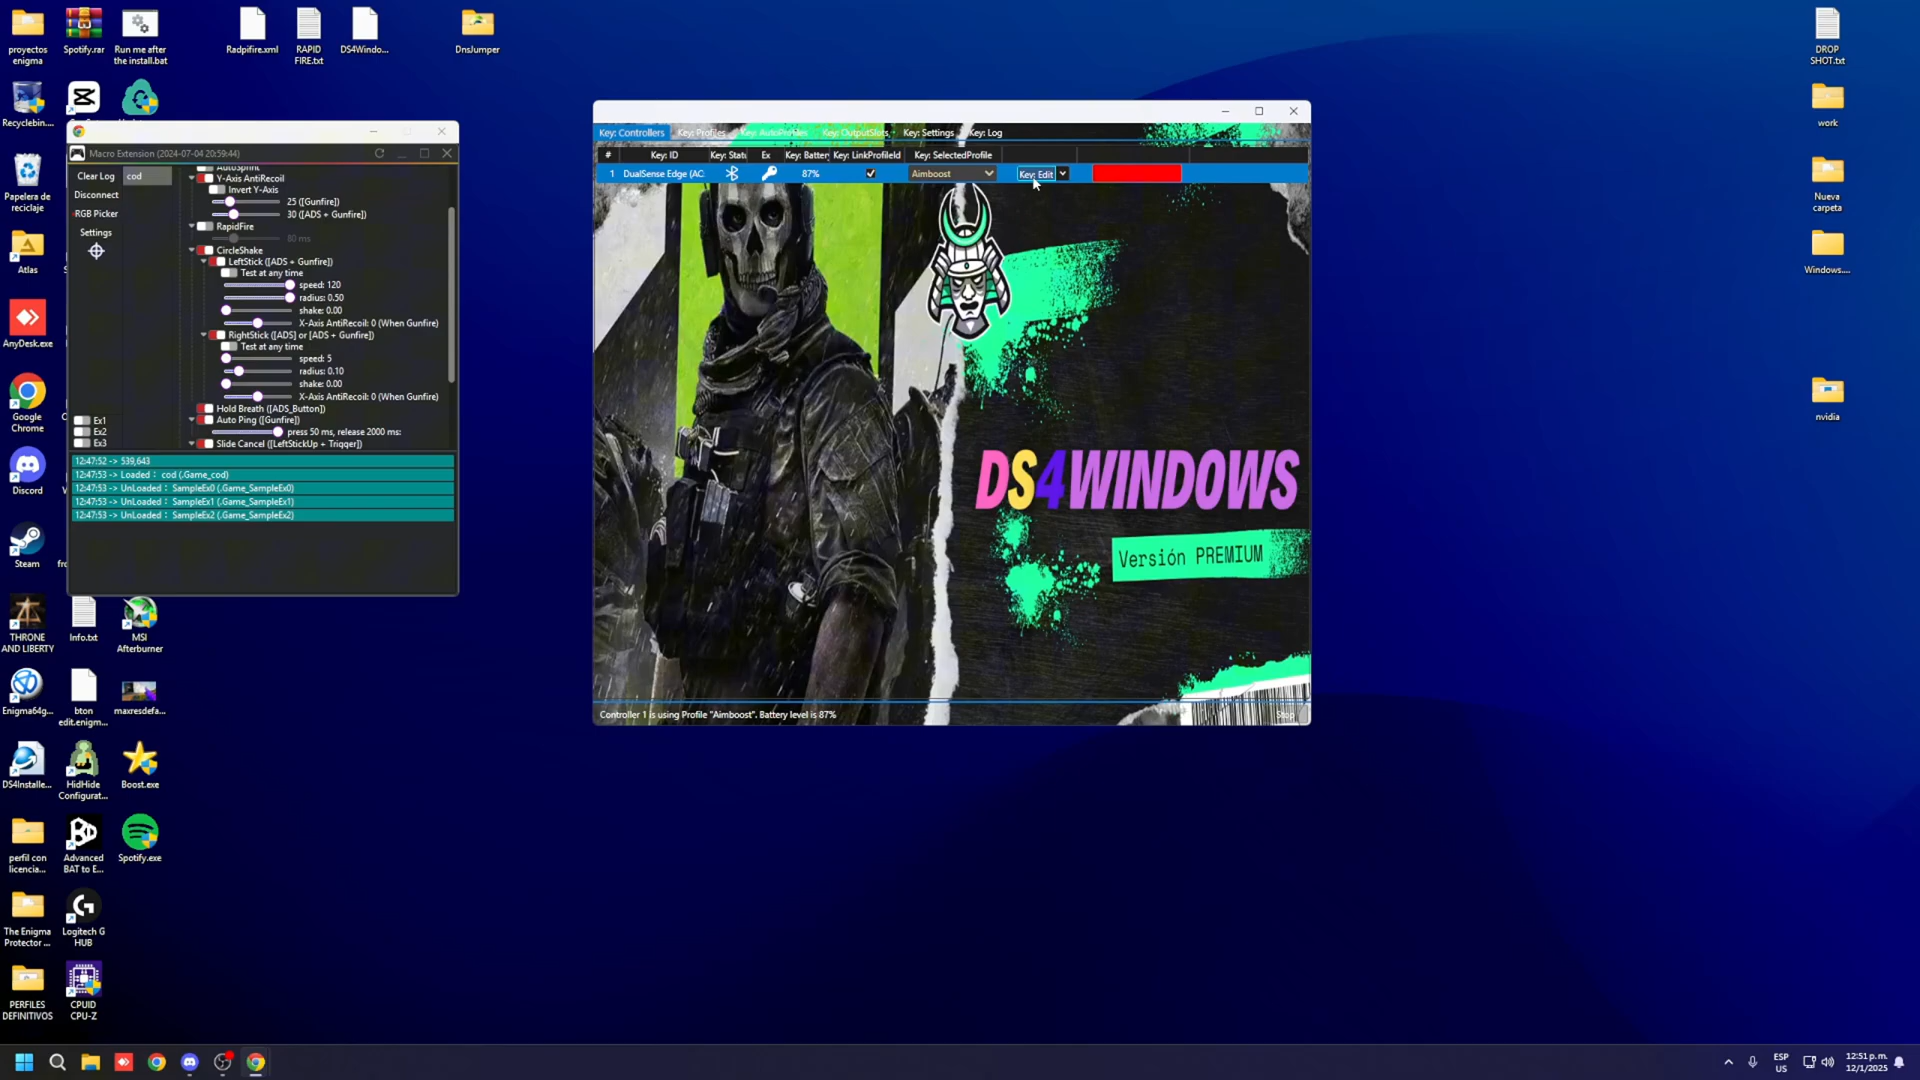 proyectos
enigma
Spotify.rar
Run me after
the install.bat
Radpifire.xml
RAPID
FIRE.txt
DS4Windo...
DnsJumper
DROP
SHOT.txt
Recyclebin....
work
Papelera de
reciclaje
Nueva
carpeta
Atlas
Windows....
AnyDesk.exe
Google
Chrome
nvidia
Discord
Steam
THRONE
AND LIBERTY
Info.txt
MSI
Afterburner
Enigma64g...
bton
edit.enigm...
maxresdefa...
DS4Installe...
HidHide
Configurat...
Boost.exe
perfil con
licencia...
Advanced
BAT to E...
Spotify.exe
The Enigma
Protector ...
Logitech G
HUB
PERFILES
DEFINITIVOS
CPUID
CPU-Z
Macro Extension (2024-07-04 20:59:44)
Clear Log
cod
Disconnect
RGB Picker
Settings
AutoSprint
Y-Axis AntiRecoil
Invert Y-Axis
25 ([Gunfire])
30 ([ADS + Gunfire])
RapidFire
80 ms
CircleShake
LeftStick ([ADS + Gunfire])
Test at any time
speed: 120
radius: 0.50
shake: 0.00
X-Axis AntiRecoil: 0 (When Gunfire)
RightStick ([ADS] or [ADS + Gunfire])
Test at any time
speed: 5
radius: 0.10
shake: 0.00
X-Axis AntiRecoil: 0 (When Gunfire)
Hold Breath ([ADS_Button])
Auto Ping ([Gunfire])
press 50 ms, release 2000 ms:
Slide Cancel ([LeftStickUp + Trigger])
Ex1
Ex2
Ex3
12:47:52 -> 539,643
12:47:53 -> Loaded : cod (.Game_cod)
12:47:53 -> UnLoaded : SampleEx0 (.Game_SampleEx0)
12:47:53 -> UnLoaded : SampleEx1 (.Game_SampleEx1)
12:47:53 -> UnLoaded : SampleEx2 (.Game_SampleEx2)
Key: Controllers Key: Profiles Key: AutoProfiles Key: OutputSlots Key: Settings Key: Log
# Key: ID Key: Statu Ex Key: Battery Key: LinkProfileId Key: SelectedProfile
1 DualSense Edge (AC: 87% Aimboost Key: Edit
DS4WINDOWS
Versión PREMIUM
Controller 1 is using Profile "Aimboost". Battery level is 87%
Stop
ESP
US
12:51 p.m.
12/1/2025